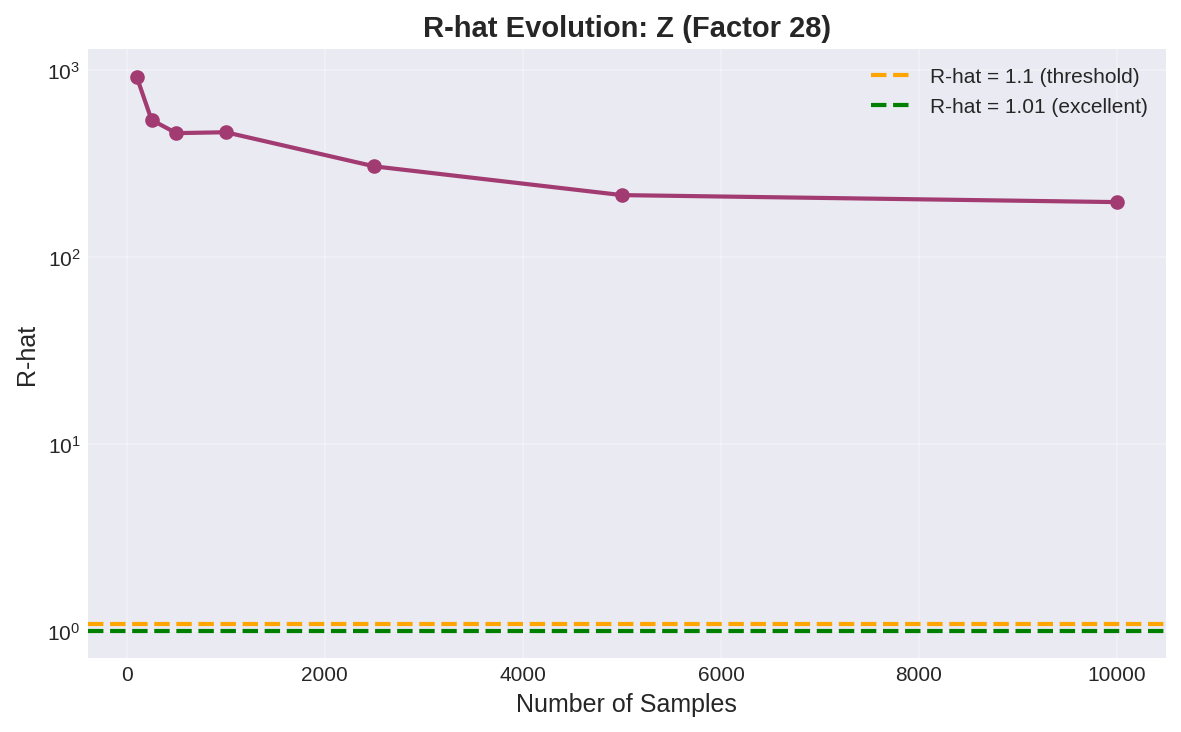 R-hat Evolution: Z (Factor 28)
R-hat = 1.1 (threshold)
R-hat = 1.01 (excellent)
10³
10²
10¹
10⁰
R-hat
0 2000 4000 6000 8000 10000
Number of Samples